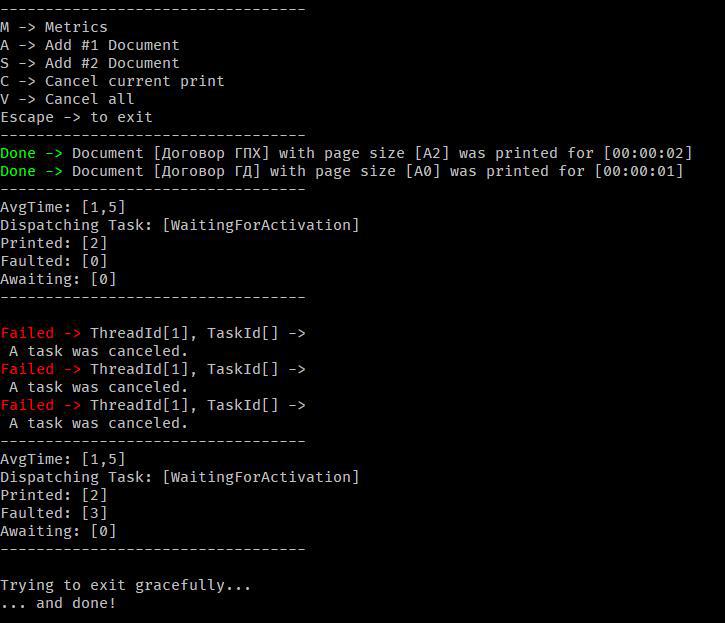 ----------------------------------
M -> Metrics
A -> Add #1 Document
S -> Add #2 Document
C -> Cancel current print
V -> Cancel all
Escape -> to exit
----------------------------------
Done -> Document [Договор ГПХ] with page size [A2] was printed for [00:00:02]
Done -> Document [Договор ГД] with page size [A0] was printed for [00:00:01]
----------------------------------
AvgTime: [1,5]
Dispatching Task: [WaitingForActivation]
Printed: [2]
Faulted: [0]
Awaiting: [0]
----------------------------------
Failed -> ThreadId[1], TaskId[] ->
A task was canceled.
Failed -> ThreadId[1], TaskId[] ->
A task was canceled.
Failed -> ThreadId[1], TaskId[] ->
A task was canceled.
----------------------------------
AvgTime: [1,5]
Dispatching Task: [WaitingForActivation]
Printed: [2]
Faulted: [3]
Awaiting: [0]
----------------------------------
Trying to exit gracefully...
... and done!